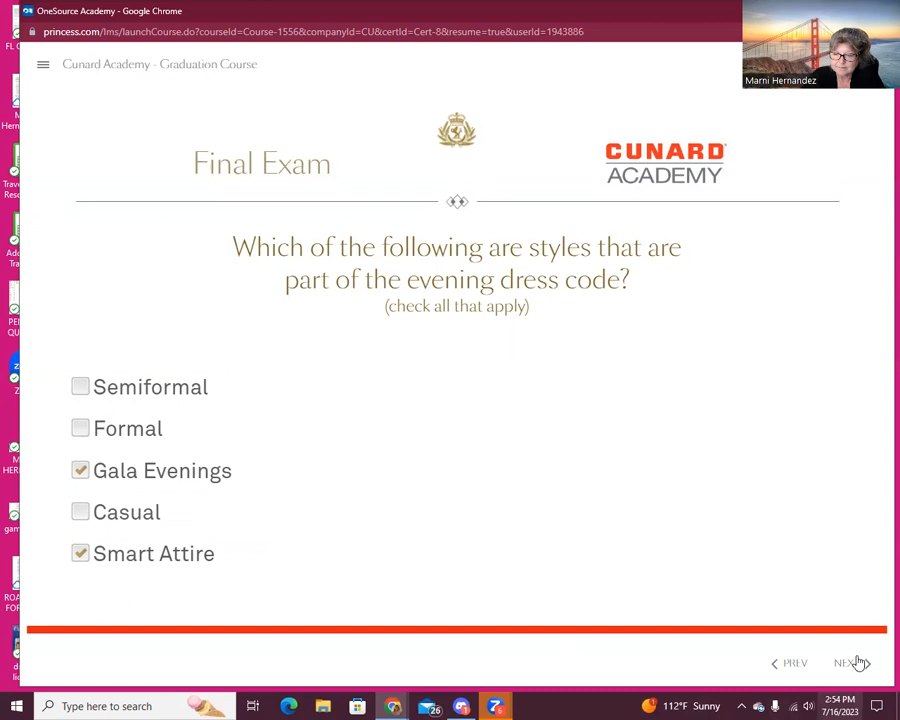 OneSource Academy - Google Chrome
princess.com/lms/launchCourse.do?courseId=Course-1556&companyId=CU&certId=Cert-8&resume=true&userId=1943886
Marni Hernandez
Cunard Academy - Graduation Course
Final Exam
CUNARD
ACADEMY
Which of the following are styles that are
part of the evening dress code?
(check all that apply)
Semiformal
Formal
Gala Evenings
Casual
Smart Attire
PREV
Type here to search
26
112°F Sunny
2:54 PM
7/16/2023